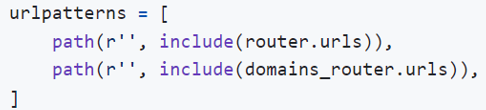 urlpatterns = [
    path(r'', include(router.urls)),
    path(r'', include(domains_router.urls)),
]